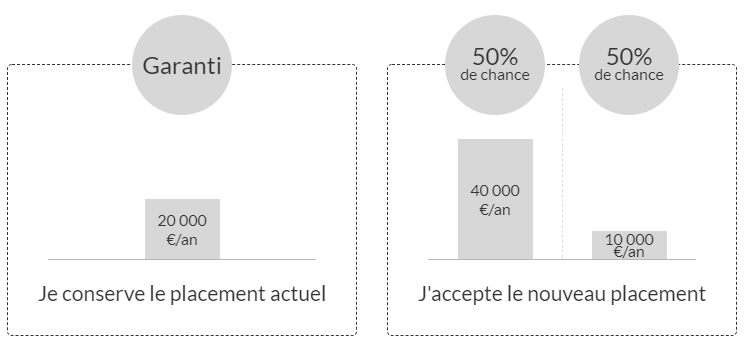 Garanti
20 000
€/an
Je conserve le placement actuel
50%
de chance
50%
de chance
40 000
€/an
10 000
€/an
J'accepte le nouveau placement